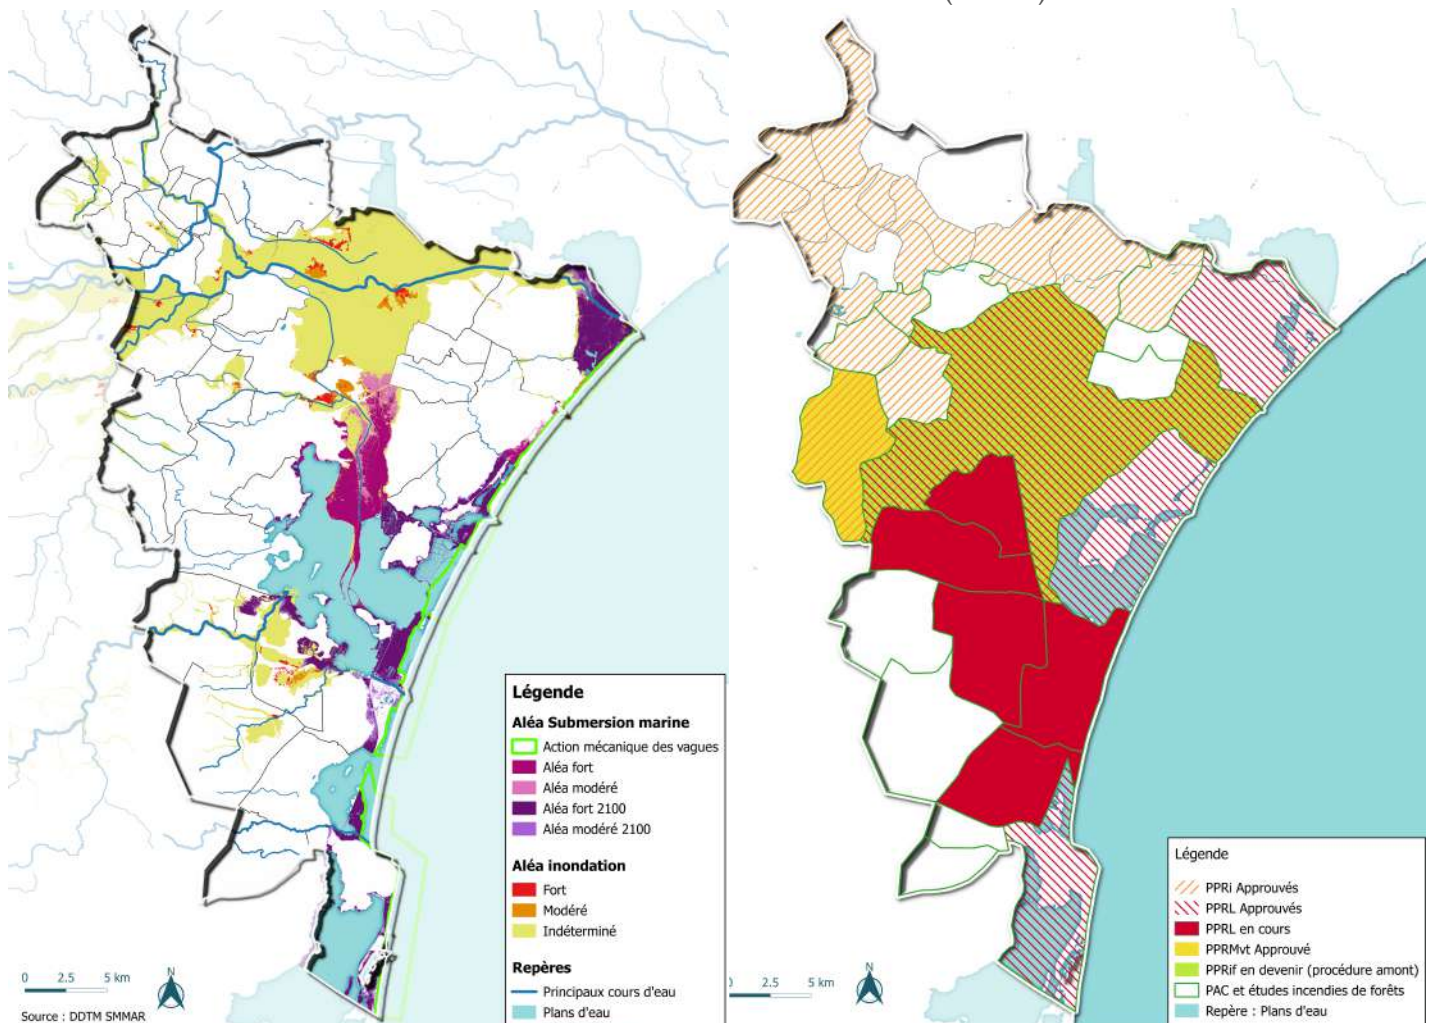 Légende
Aléa Submersion marine
Action mécanique des vagues
Aléa fort
Aléa modéré
Aléa fort 2100
Aléa modéré 2100
Aléa inondation
Fort
Modéré
Indéterminé
Repères
Principaux cours d'eau
Plans d'eau
0 2.5 5 km
N
Source : DDTM SMMAR
Légende
PPRi Approuvés
PPRL Approuvés
PPRL en cours
PPRMvt Approuvé
PPRif en devenir (procédure amont)
PAC et études incendies de forêts
Repère : Plans d'eau
0 2.5 5 km
N